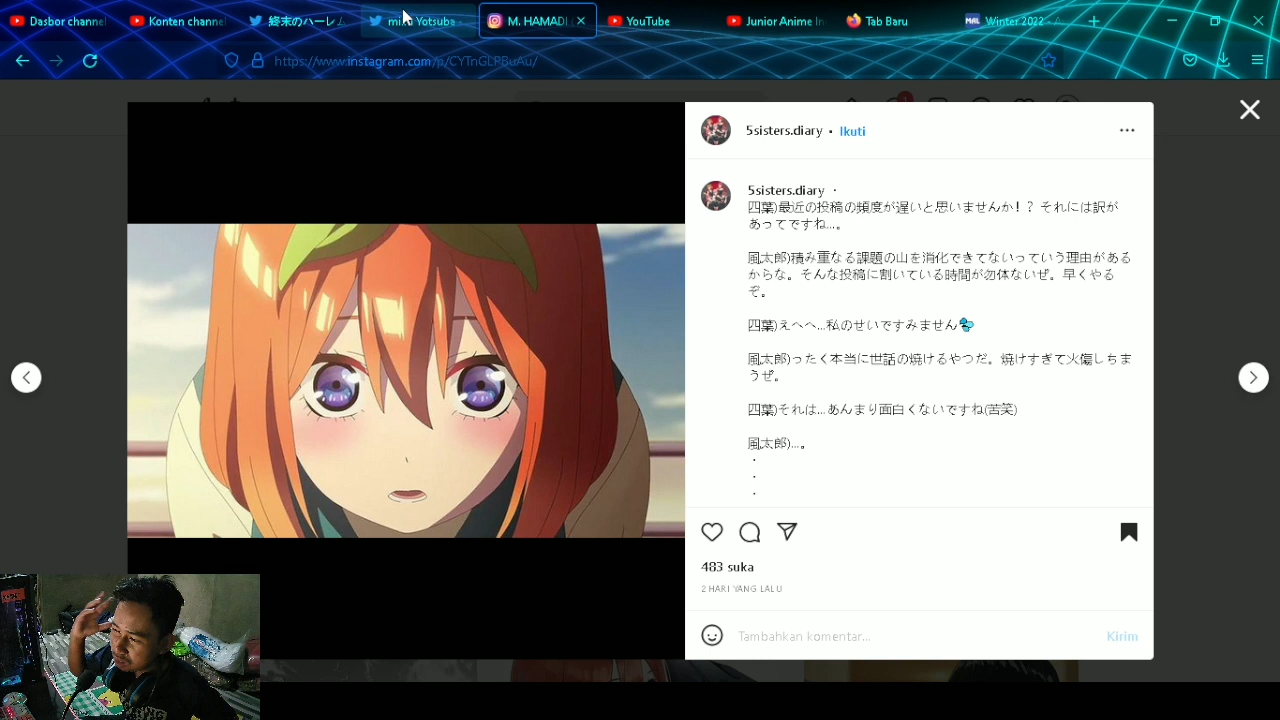 Dasbor channel
Konten channel
終末のハーレム
miku Yotsuba
M. HAMADI
YouTube
Junior Anime In
Tab Baru
MAL Winter 2022 - A
https://www.instagram.com/p/CYTnGLPBuAu/
5sisters.diary • Ikuti
5sisters.diary ·
四葉)最近の投稿の頻度が遅いと思いませんか！？それには訳が
あってですね...。
風太郎)積み重なる課題の山を消化できてないっていう理由がある
からな。そんな投稿に割いている時間が勿体ないぜ。早くやる
ぞ。
四葉)えへへ...私のせいですみません💦
風太郎)ったく本当に世話の焼けるやつだ。焼けすぎて火傷しちま
うぜ。
四葉)それは...あんまり面白くないですね(苦笑)
風太郎)...。
.
.
.
483 suka
2 HARI YANG LALU
Tambahkan komentar...
Kirim